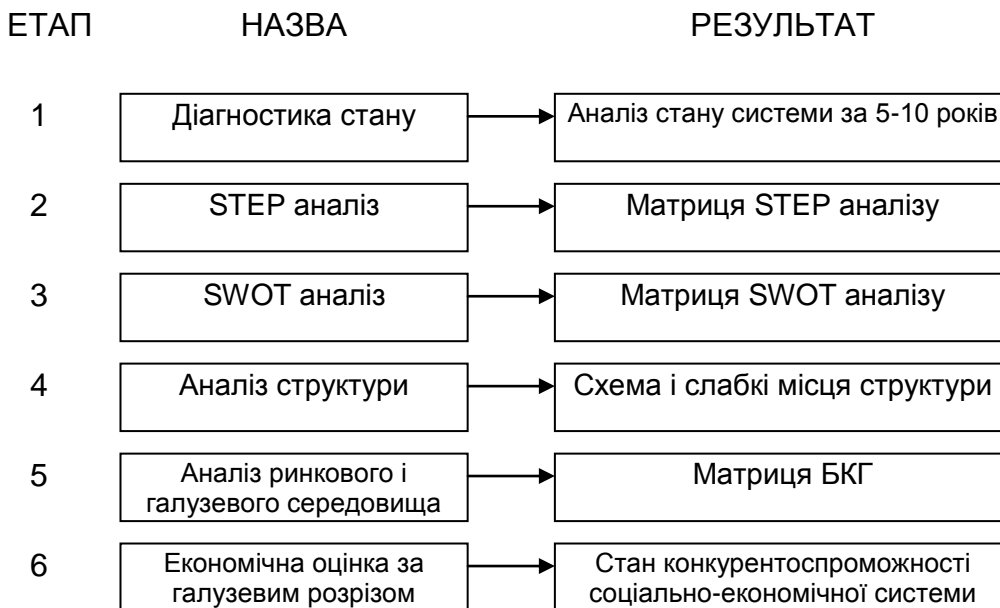 ЕТАП НАЗВА РЕЗУЛЬТАТ
1 Діагностика стану Аналіз стану системи за 5-10 років
2 STEP аналіз Матриця STEP аналізу
3 SWOT аналіз Матриця SWOT аналізу
4 Аналіз структури Схема і слабкі місця структури
5 Аналіз ринкового і
галузевого середовища Матриця БКГ
6 Економічна оцінка за
галузевим розрізом
Стан конкурентоспроможності
соціально-економічної системи